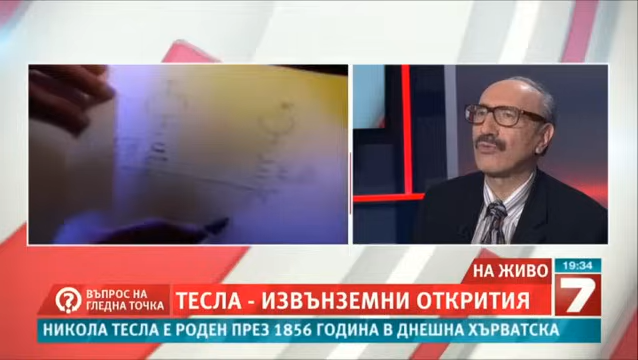 НА ЖИВО
19:34
ВЪПРОС НА
ГЛЕДНА ТОЧКА
ТЕСЛА - ИЗВЪНЗЕМНИ ОТКРИТИЯ
7
НИКОЛА ТЕСЛА Е РОДЕН ПРЕЗ 1856 ГОДИНА В ДНЕШНА ХЪРВАТСКА